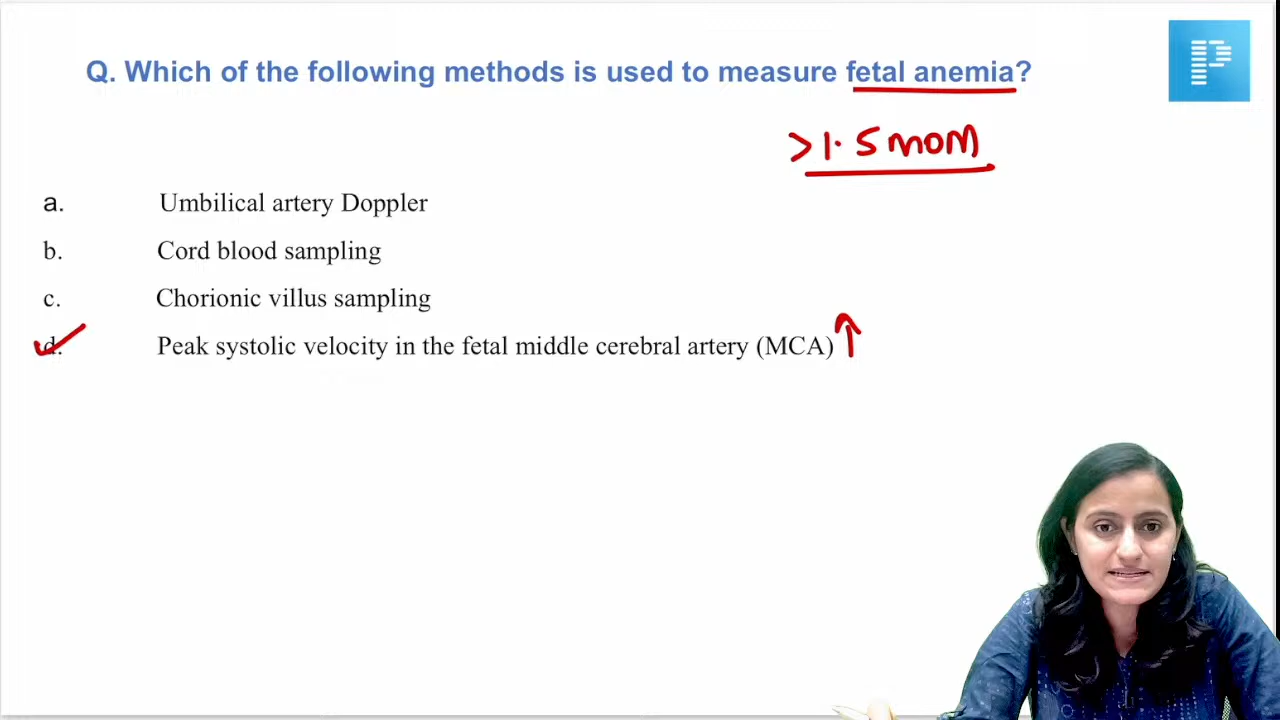 Q. Which of the following methods is used to measure fetal anemia?
>1.5 MOM
a. Umbilical artery Doppler
b. Cord blood sampling
c. Chorionic villus sampling
d. Peak systolic velocity in the fetal middle cerebral artery (MCA) ↑